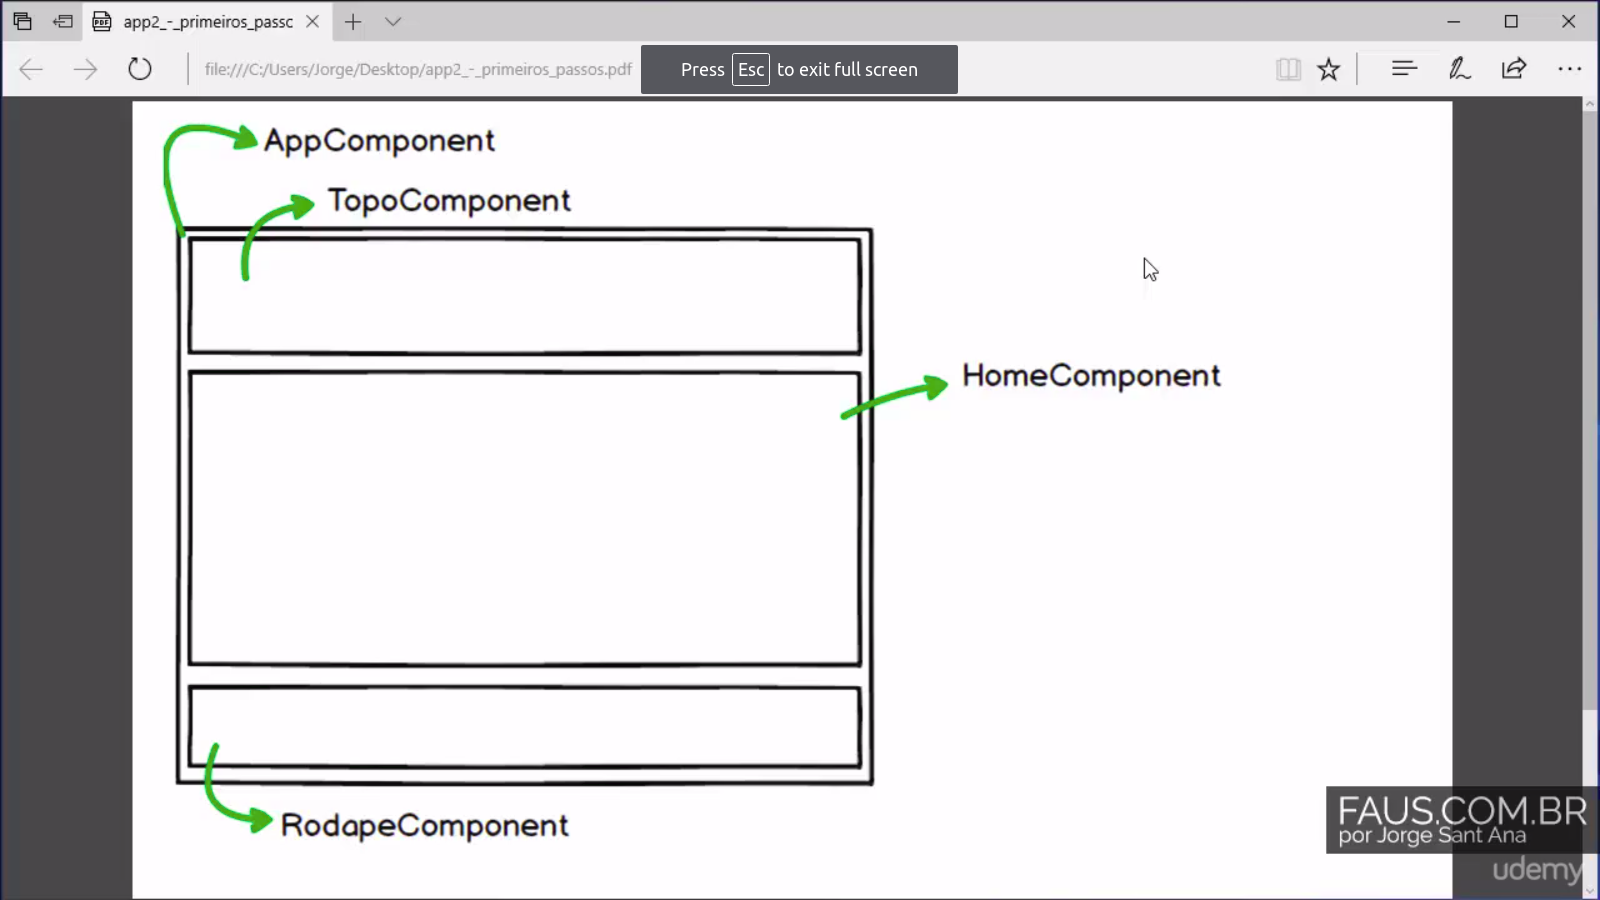 app2_-_primeiros_passc
file:///C:/Users/Jorge/Desktop/app2_-_primeiros_passos.pdf
Press Esc to exit full screen
AppComponent
TopoComponent
HomeComponent
RodapeComponent
FAUS.COM.BR
por Jorge Sant Ana
udemy